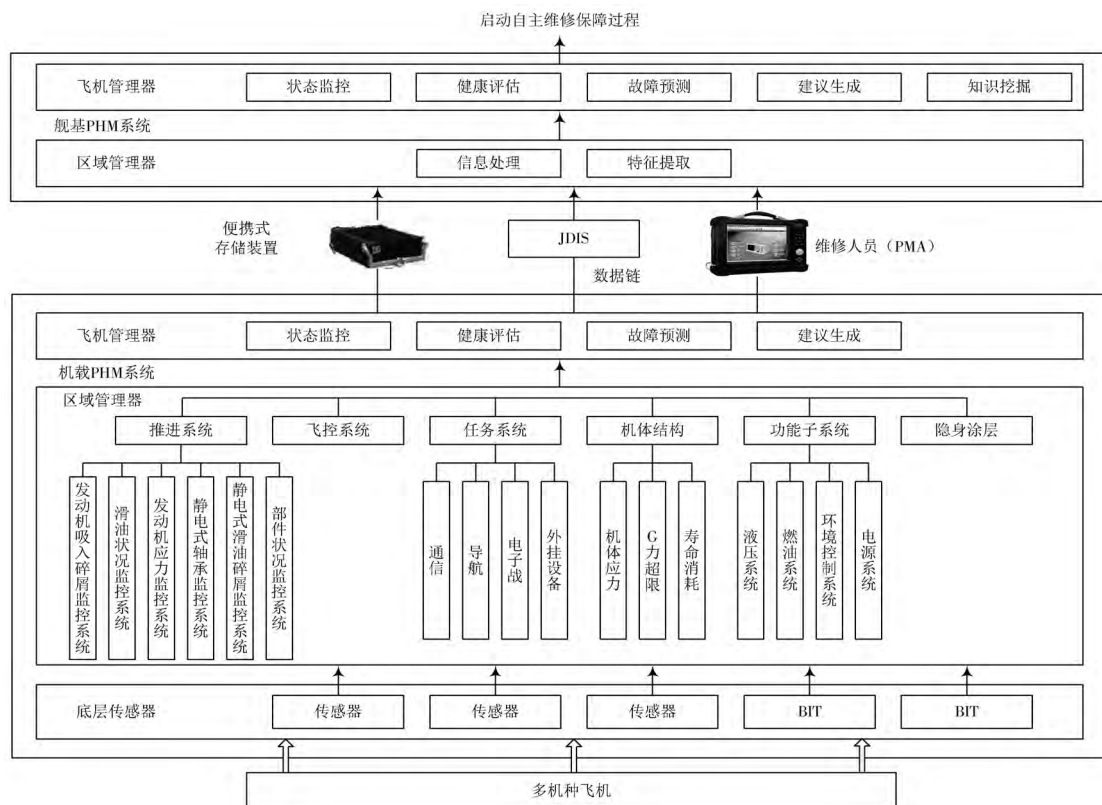 启动自主维修保障过程
飞机管理器
状态监控
健康评估
故障预测
建议生成
知识挖掘
舰基PHM系统
区域管理器
信息处理
特征提取
便携式
存储装置
JDIS
数据链
维修人员（PMA）
飞机管理器
状态监控
健康评估
故障预测
建议生成
机载PHM系统
区域管理器
推进系统
飞控系统
任务系统
机体结构
功能子系统
隐身涂层
发动机吸入碎屑监控系统
滑油状况监控系统
发动机应力监控系统
静电式轴承监控系统
静电式滑油碎屑监控系统
部件状况监控系统
通信
导航
电子战
外挂设备
机体应力
G力超限
寿命消耗
液压系统
燃油系统
环境控制系统
电源系统
底层传感器
传感器
传感器
传感器
BIT
BIT
多机种飞机